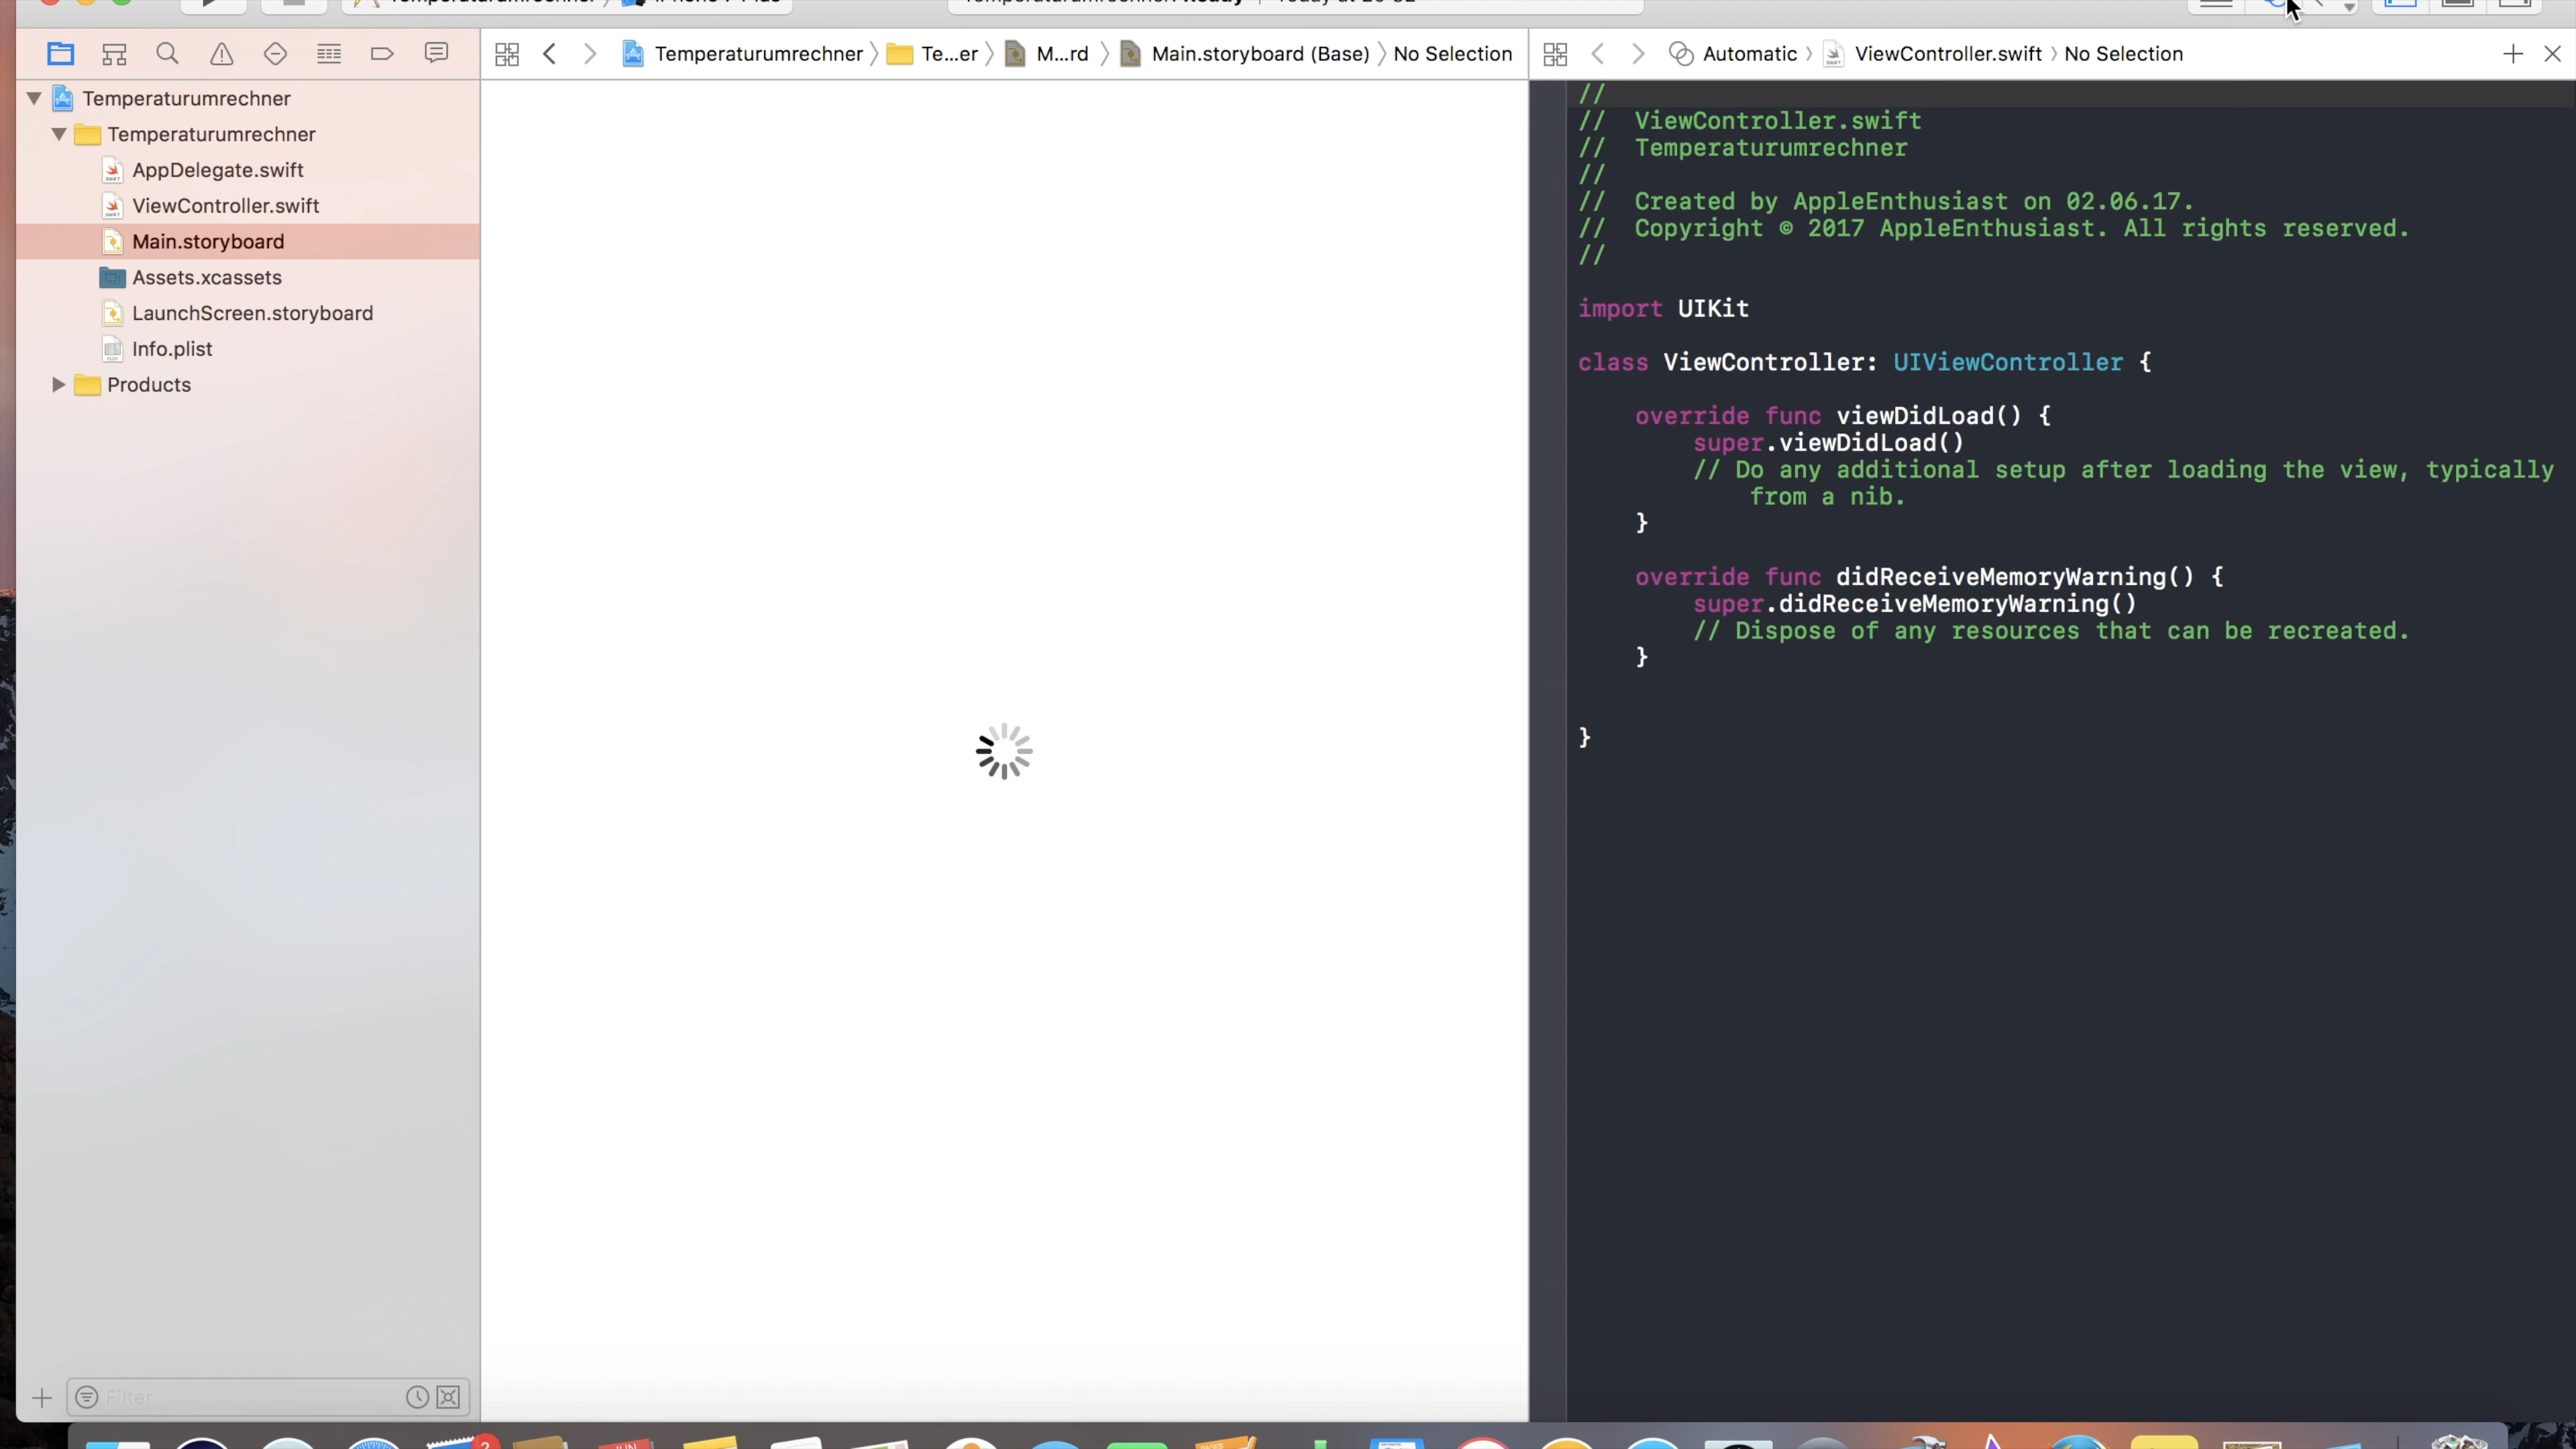 Temperaturumrechner
Te...er
M...rd
Main.storyboard (Base)
No Selection
Automatic
ViewController.swift
No Selection
Temperaturumrechner
Temperaturumrechner
AppDelegate.swift
ViewController.swift
Main.storyboard
Assets.xcassets
LaunchScreen.storyboard
Info.plist
Products
Filter
//
// ViewController.swift
// Temperaturumrechner
//
// Created by AppleEnthusiast on 02.06.17.
// Copyright © 2017 AppleEnthusiast. All rights reserved.
//
import UIKit
class ViewController: UIViewController {
override func viewDidLoad() {
super.viewDidLoad()
// Do any additional setup after loading the view, typically
from a nib.
}
override func didReceiveMemoryWarning() {
super.didReceiveMemoryWarning()
// Dispose of any resources that can be recreated.
}
}